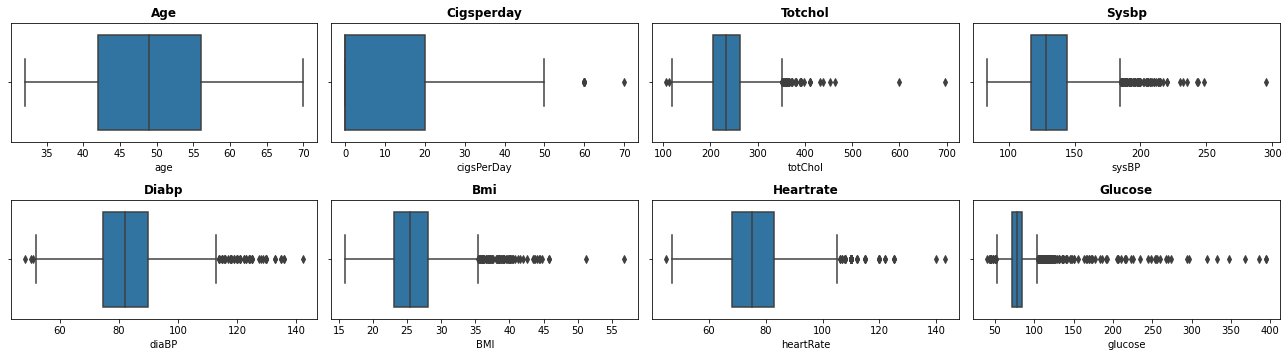 Age
Cigsperday
Totchol
Sysbp
35 40 45 50 55 60 65 70
0 10 20 30 40 50 60 70
100 200 300 400 500 600 700
100 150 200 250 300
age
cigsPerDay
totChol
sysBP
Diabp
Bmi
Heartrate
Glucose
60 80 100 120 140
15 20 25 30 35 40 45 50 55
60 80 100 120 140
50 100 150 200 250 300 350 400
diaBP
BMI
heartRate
glucose